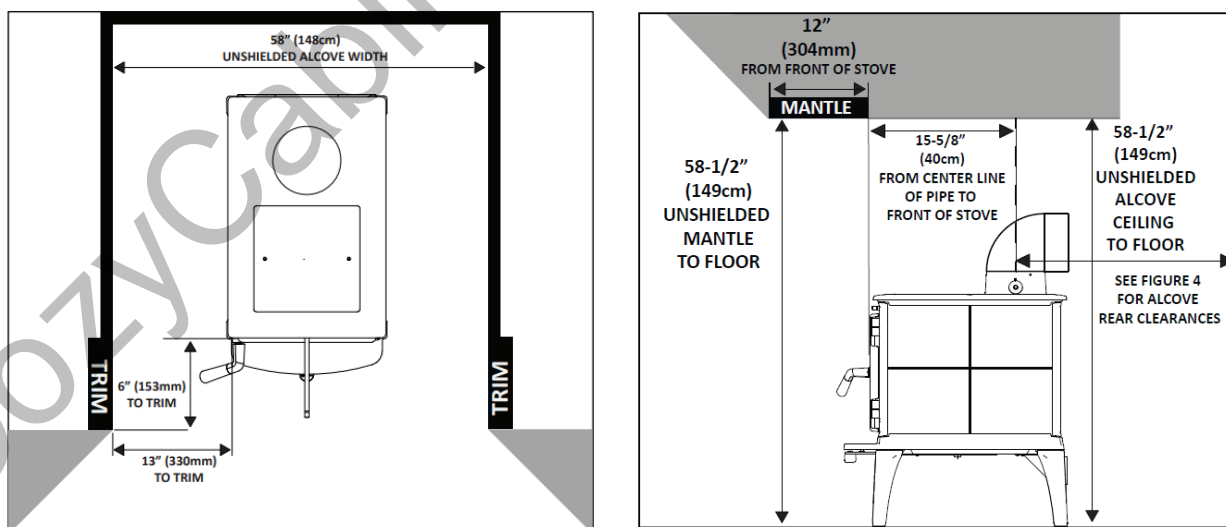 58” (148cm)
UNSHIELDED ALCOVE WIDTH
TRIM
TRIM
6” (153mm)
TO TRIM
13” (330mm)
TO TRIM
12”
(304mm)
FROM FRONT OF STOVE
MANTLE
15-5/8”
(40cm)
FROM CENTER LINE
OF PIPE TO
FRONT OF STOVE
58-1/2”
(149cm)
UNSHIELDED
MANTLE
TO FLOOR
58-1/2”
(149cm)
UNSHIELDED
ALCOVE
CEILING
TO FLOOR
SEE FIGURE 4
FOR ALCOVE
REAR CLEARANCES